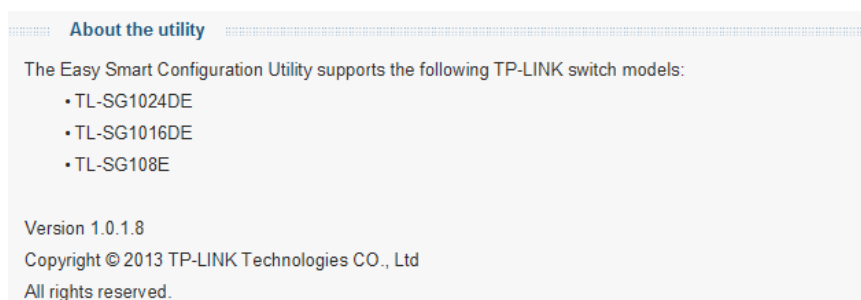 About the utility
The Easy Smart Configuration Utility supports the following TP-LINK switch models:
• TL-SG1024DE
• TL-SG1016DE
• TL-SG108E
Version 1.0.1.8
Copyright © 2013 TP-LINK Technologies CO., Ltd
All rights reserved.